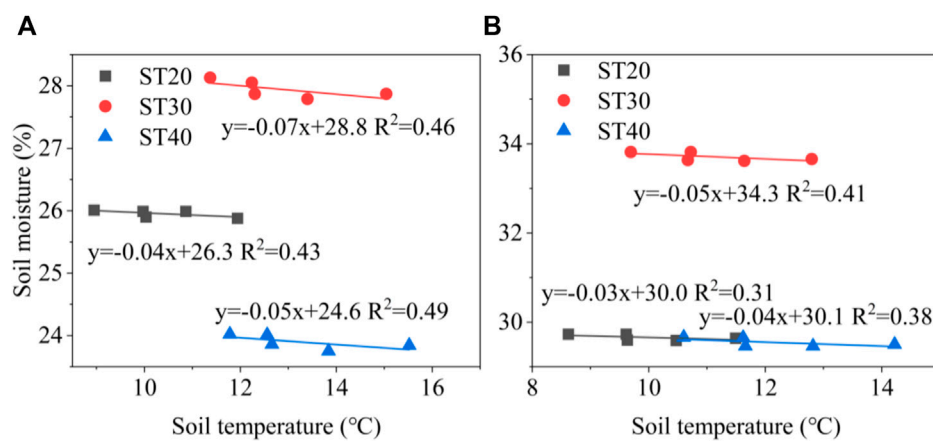 A
Soil moisture (%)
28
27
26
25
24
ST20
ST30
ST40
y=-0.07x+28.8 R²=0.46
y=-0.04x+26.3 R²=0.43
y=-0.05x+24.6 R²=0.49
10
12
14
16
Soil temperature (℃)
B
36
33
30
ST20
ST30
ST40
y=-0.05x+34.3 R²=0.41
y=-0.03x+30.0 R²=0.31
y=-0.04x+30.1 R²=0.38
8
10
12
14
Soil temperature (℃)